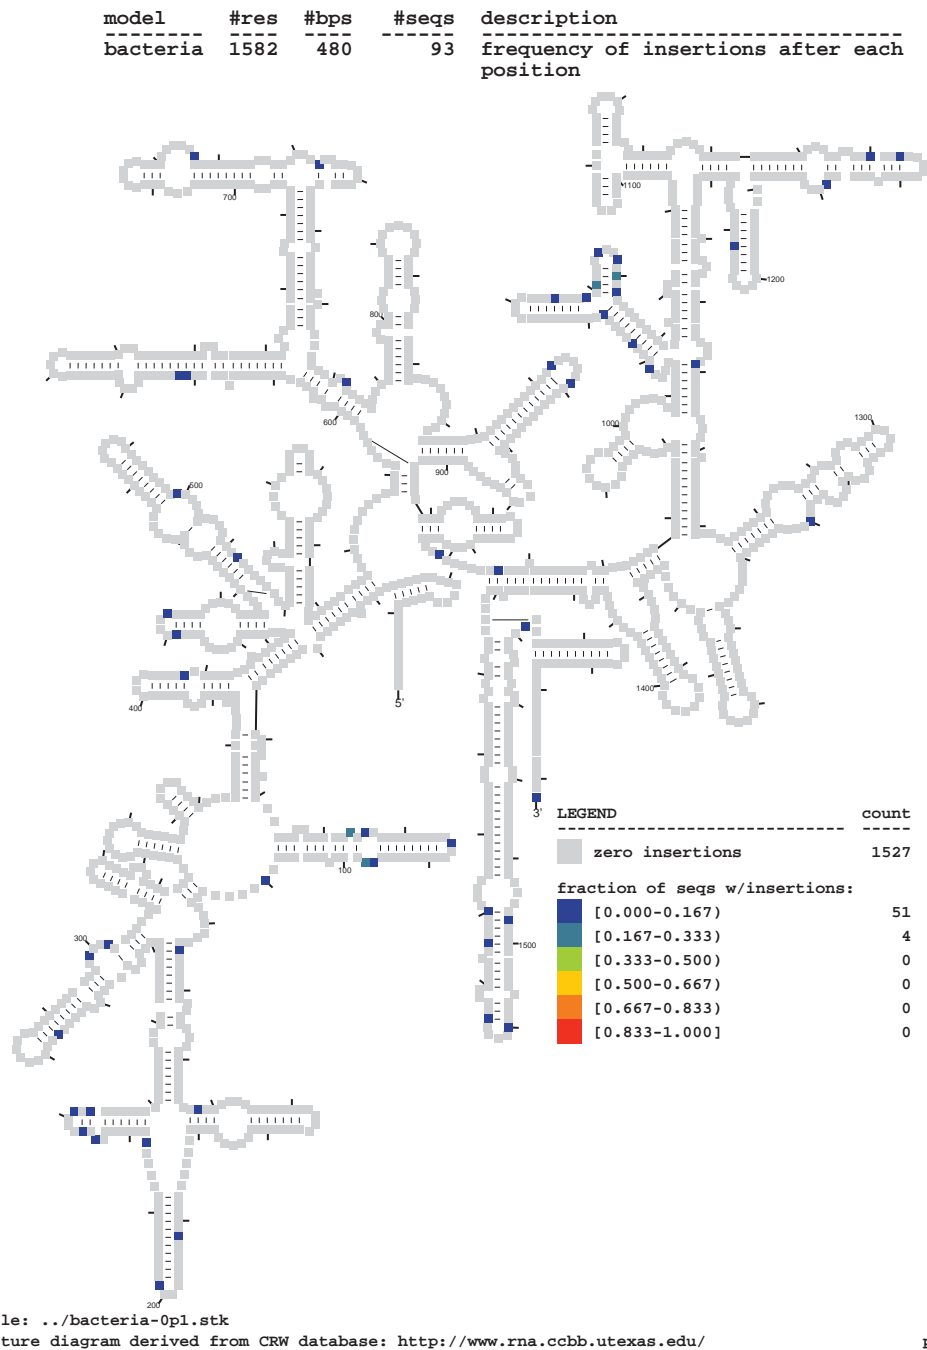 model #res #bps #seqs description
bacteria 1582 480 93 frequency of insertions after each
position
1100
700
1200
80
1300
600
1000
900
500
1400
400
5'
3'
LEGEND count
zero insertions 1527
100
fraction of seqs w/insertions:
[0.000-0.167) 51
[0.167-0.333) 4
300
1500
[0.333-0.500) 0
[0.500-0.667) 0
[0.667-0.833) 0
[0.833-1.000] 0
200
le: ../bacteria-0p1.stk
ture diagram derived from CRW database: http://www.rna.ccbb.utexas.edu/ p